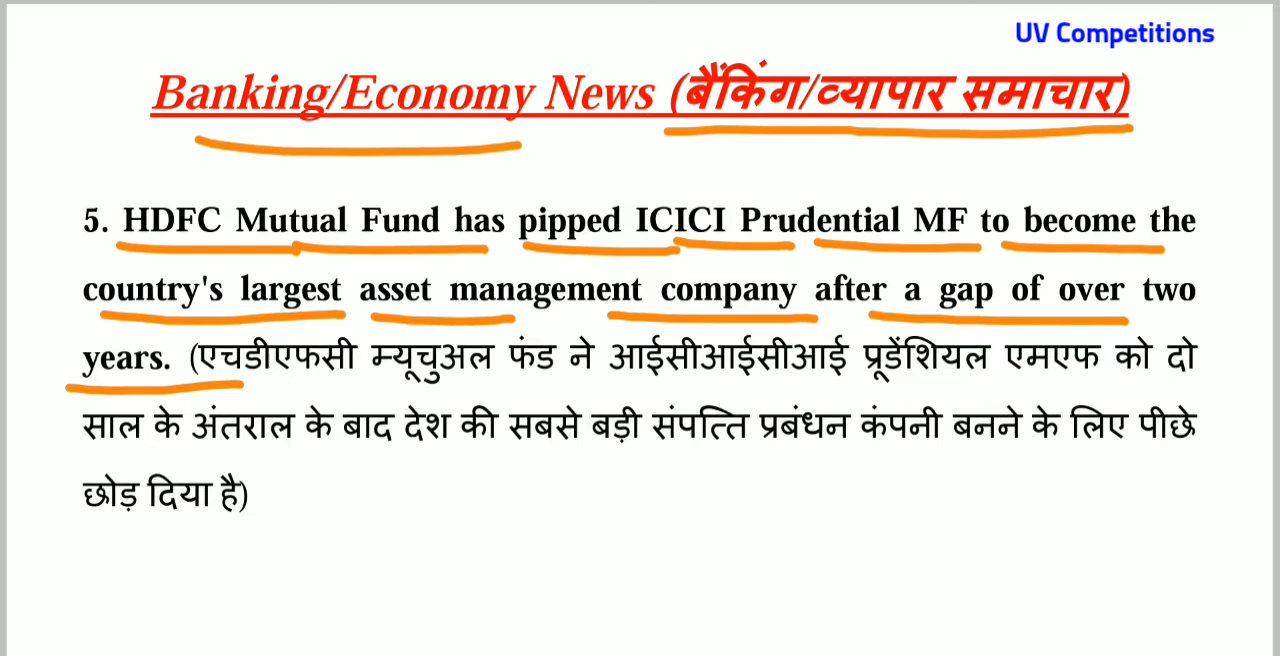 UV Competitions
Banking/Economy News (बैंकिंग/व्यापार समाचार)
5. HDFC Mutual Fund has pipped ICICI Prudential MF to become the
country's largest asset management company after a gap of over two
years. (एचडीएफसी म्यूचुअल फंड ने आईसीआईसीआई प्रूडेंशियल एमएफ को दो
साल के अंतराल के बाद देश की सबसे बड़ी संपत्ति प्रबंधन कंपनी बनने के लिए पीछे
छोड़ दिया है)